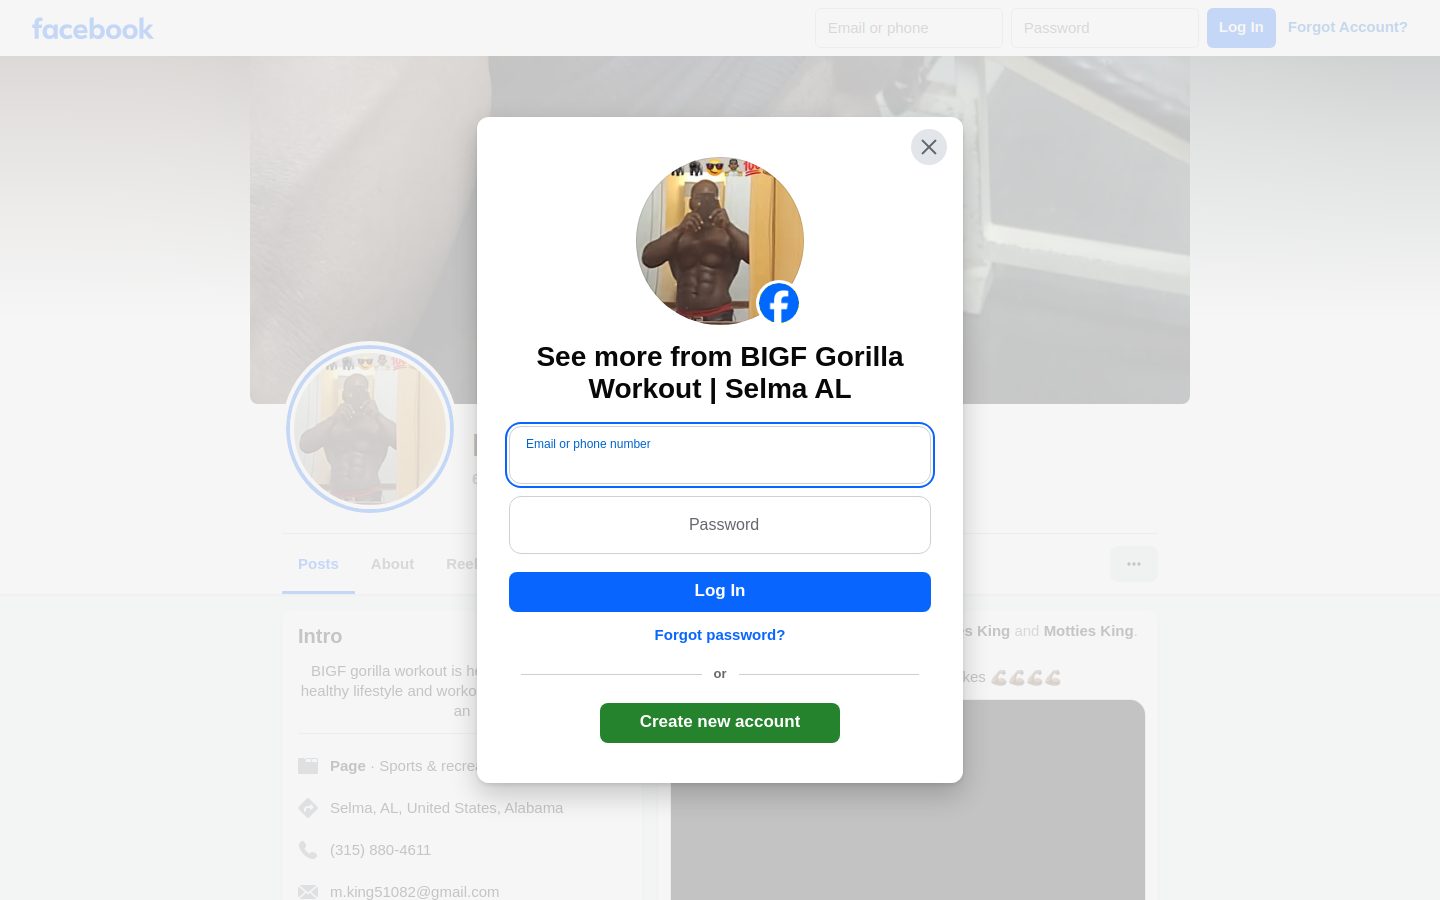 facebook
Email or phone
Password
Log In
Forgot Account?
See more from BIGF Gorilla
Workout | Selma AL
Email or phone number
Password
Log In
Forgot password?
or
Create new account
Posts
About
Intro
BIGF gorilla workout is
healthy lifestyle and
an
Page · Sports &
Selma, AL, United States, Alabama
(315) 880-4611
m.king51082@gmail.com
King and Motties King.